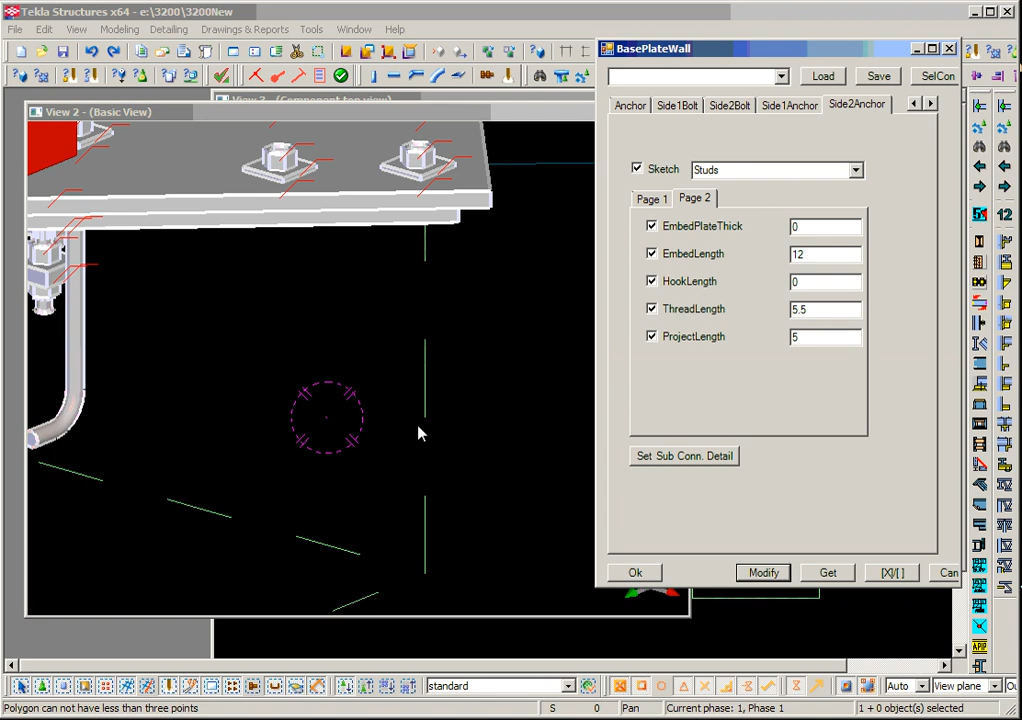 Tekla Structures x64 - e:\3200\3200New
File Edit View Modeling Detailing Drawings & Reports Tools Window Help
View 2 - (Basic View)
BasePlateWall
Load Save SelCon
Anchor Side1Bolt Side2Bolt Side1Anchor Side2Anchor
Sketch Studs
Page 1 Page 2
EmbedPlateThick 0
EmbedLength 12
HookLength 0
ThreadLength 5.5
ProjectLength 5
Set Sub Conn. Detail
Ok Modify Get [X]/[ ] Can
12
APP
standard Auto View plane
Polygon can not have less than three points S 0 Pan Current phase: 1, Phase 1 1 + 0 object(s) selected